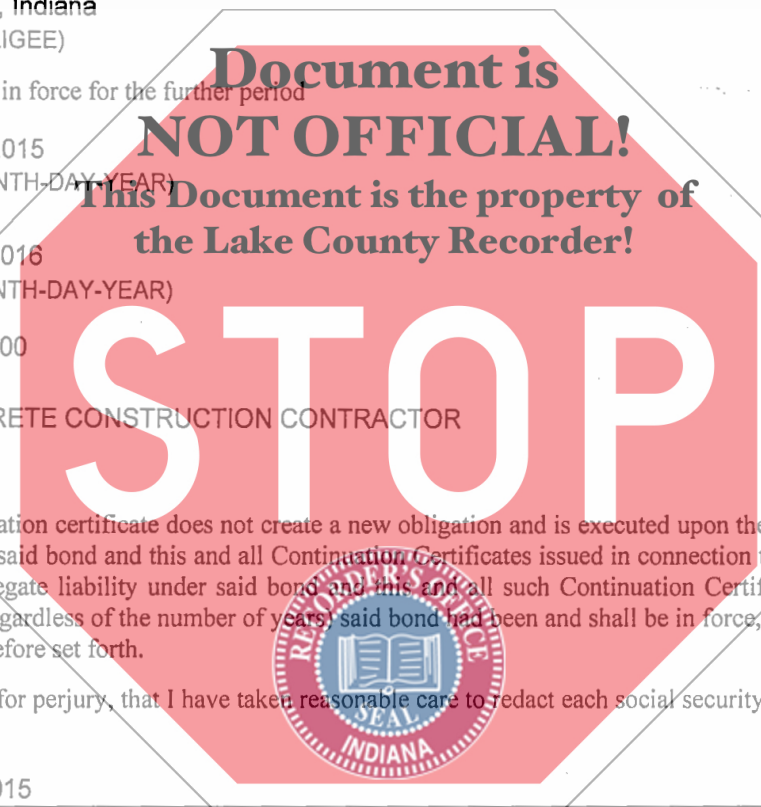 , Indiana
IGEE)
Document is
in force for the further period
NOT OFFICIAL!
015
NTH-DAY-YEAR)
This Document is the property of
the Lake County Recorder!
016
NTH-DAY-YEAR)
STOP
00
RETE CONSTRUCTION CONTRACTOR
ation certificate does not create a new obligation and is executed upon the
said bond and this and all Continuation Certificates issued in connection
egate liability under said bond and this and all such Continuation Certif
gardless of the number of years) said bond had been and shall be in force,
efore set forth.
RECORDER'S OFFICE
for perjury, that I have taken reasonable care to redact each social security
SEAL
INDIANA
015